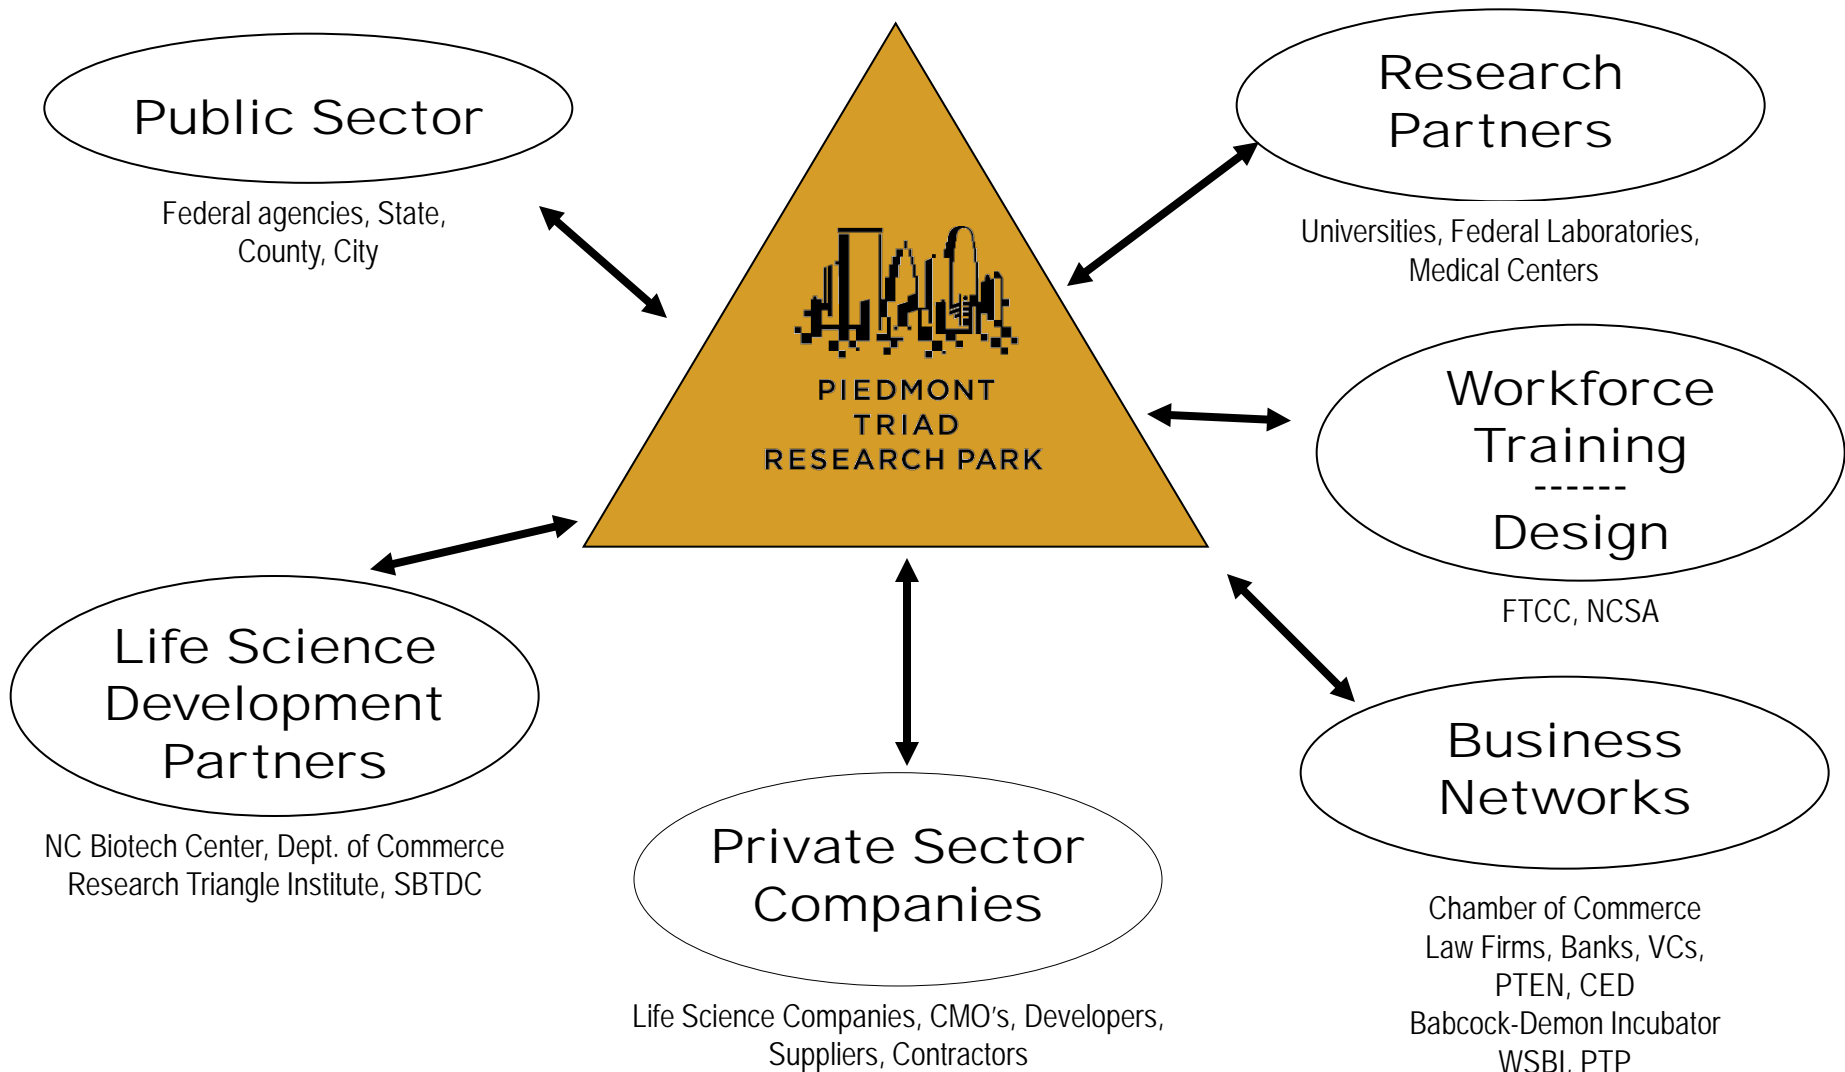 Public Sector
Federal agencies, State,
County, City
PIEDMONT
TRIAD
RESEARCH PARK
Research
Partners
Universities, Federal Laboratories,
Medical Centers
Workforce
Training
------
Design
FTCC, NCSA
Life Science
Development
Partners
NC Biotech Center, Dept. of Commerce
Research Triangle Institute, SBTDC
Private Sector
Companies
Life Science Companies, CMO’s, Developers,
Suppliers, Contractors
Business
Networks
Chamber of Commerce
Law Firms, Banks, VCs,
PTEN, CED
Babcock-Demon Incubator
WSBI, PTP